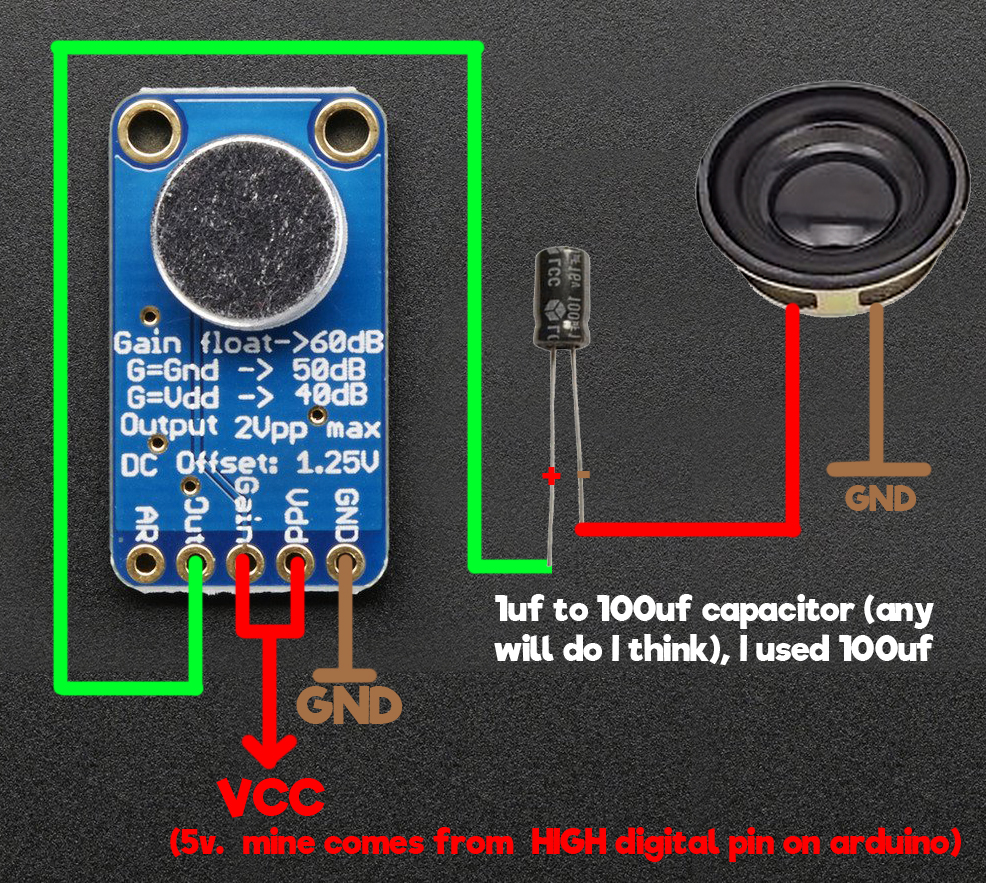 Gain float->60dB
G=Gnd -> 50dB
G=Vdd -> 40dB
Output 2Vpp max
DC Offset: 1.25V
AR
Out
Gain
Vdd
GND
+ -
GND
1uf to 100uf capacitor (any
will do I think), I used 100uf
GND
VCC
(5v. mine comes from HIGH digital pin on arduino)